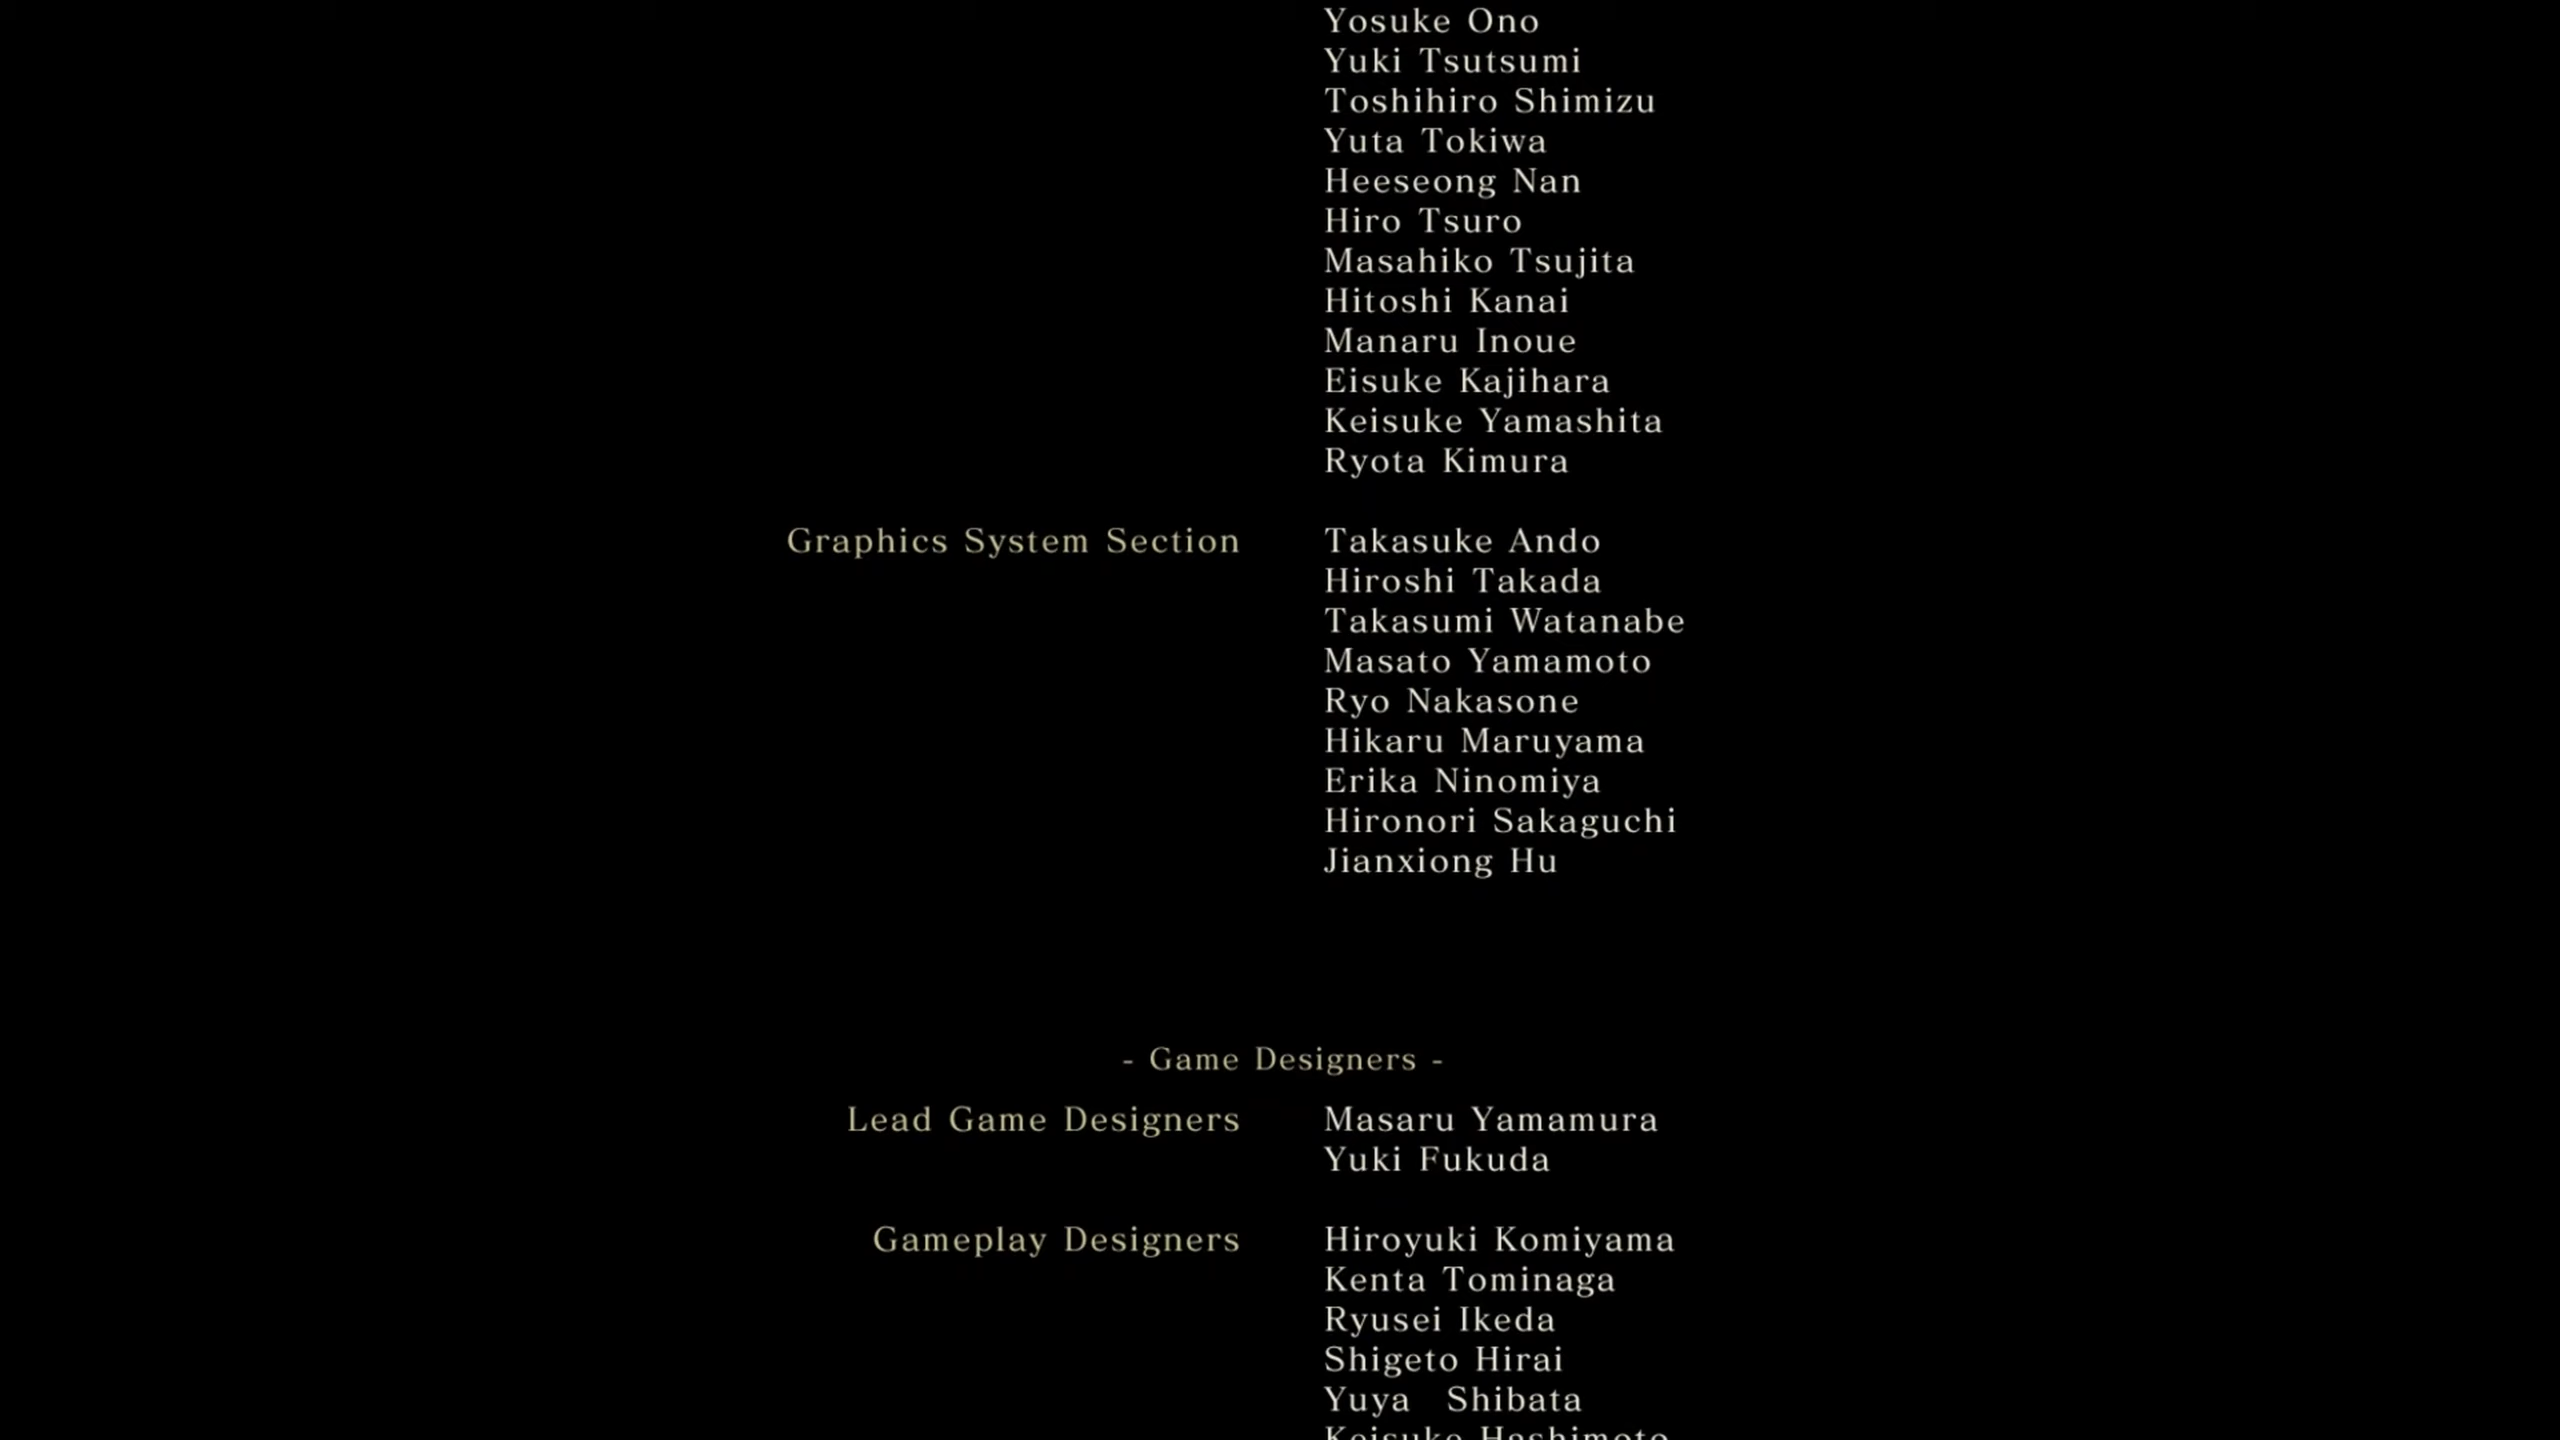 Yosuke Ono
Yuki Tsutsumi
Toshihiro Shimizu
Yuta Tokiwa
Heeseong Nan
Hiro Tsuro
Masahiko Tsujita
Hitoshi Kanai
Manaru Inoue
Eisuke Kajihara
Keisuke Yamashita
Ryota Kimura
Graphics System Section Takasuke Ando
Hiroshi Takada
Takasumi Watanabe
Masato Yamamoto
Ryo Nakasone
Hikaru Maruyama
Erika Ninomiya
Hironori Sakaguchi
Jianxiong Hu
- Game Designers -
Lead Game Designers Masaru Yamamura
Yuki Fukuda
Gameplay Designers Hiroyuki Komiyama
Kenta Tominaga
Ryusei Ikeda
Shigeto Hirai
Yuya Shibata
Keisuke Hashimoto